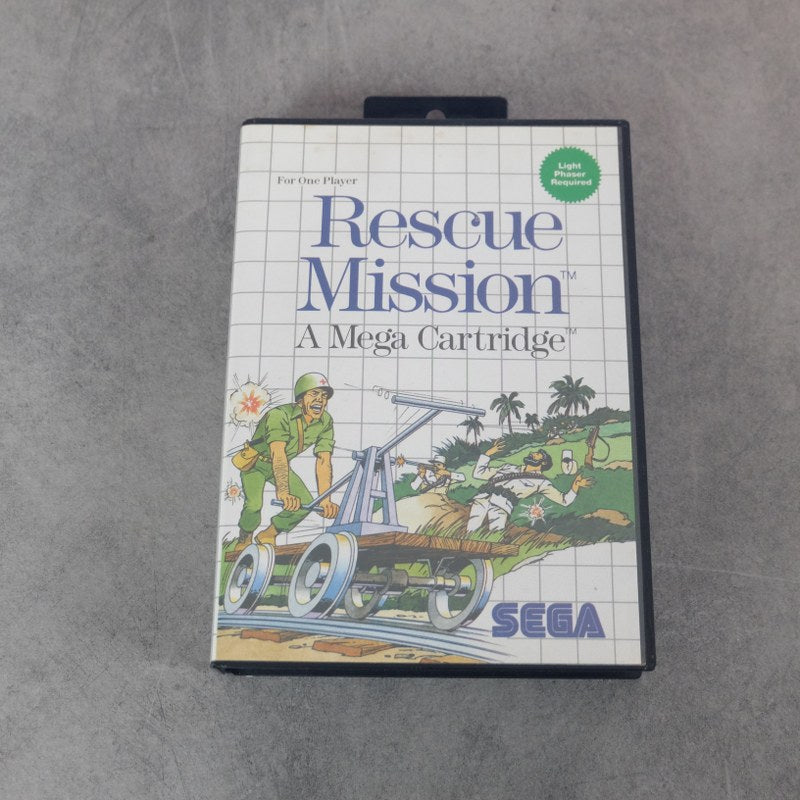 For One Player
Light
Phaser
Required
Rescue
Mission™
A Mega Cartridge™
SEGA